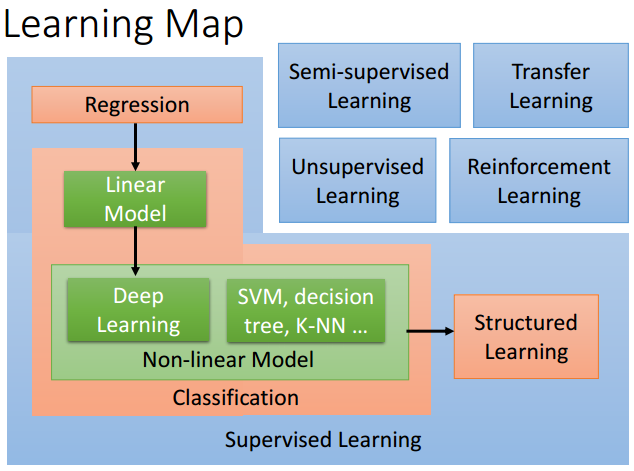 Learning Map
Semi-supervised
Learning
Transfer
Learning
Regression
Unsupervised
Learning
Reinforcement
Learning
Linear
Model
Deep
Learning
SVM, decision
tree, K-NN ...
Non-linear Model
Structured
Learning
Classification
Supervised Learning